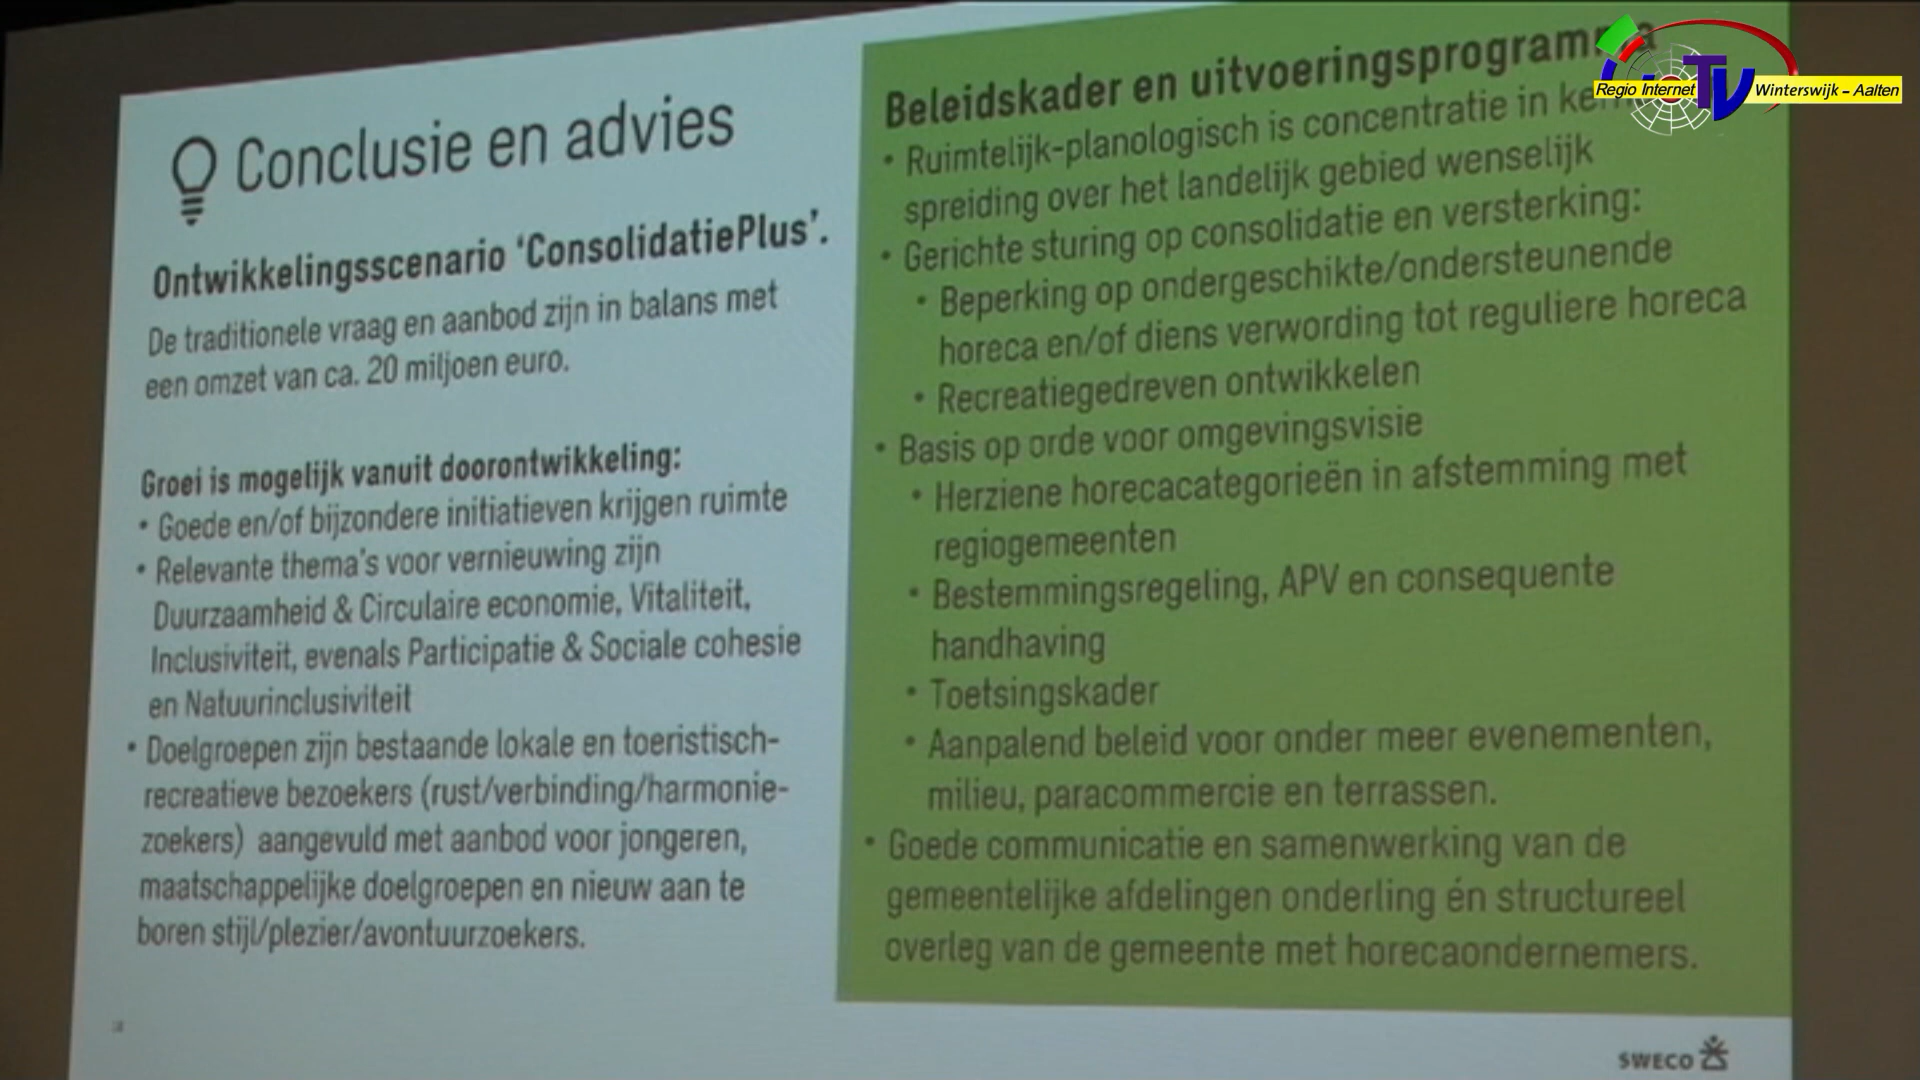 Conclusie en advies
Ontwikkelingsscenario ‘ConsolidatiePlus’.
De traditionele vraag en aanbod zijn in balans met
een omzet van ca. 20 miljoen euro.
Groei is mogelijk vanuit doorontwikkeling:
• Goede en/of bijzondere initiatieven krijgen ruimte
• Relevante thema's voor vernieuwing zijn
Duurzaamheid & Circulaire economie, Vitaliteit,
Inclusiviteit, evenals Participatie & Sociale cohesie
en Natuurinclusiviteit
• Doelgroepen zijn bestaande lokale en toeristisch-
recreatieve bezoekers (rust/verbinding/harmonie-
zoekers) aangevuld met aanbod voor jongeren,
maatschappelijke doelgroepen en nieuw aan te
boren stijl/plezier/avontuurzoekers.
Beleidskader en uitvoeringsprogramma
• Ruimtelijk-planologisch is concentratie in
spreiding over het landelijk gebied wenselijk
• Gerichte sturing op consolidatie en versterking:
• Beperking op ondergeschikte/ondersteunende
horeca en/of diens verwording tot reguliere horeca
• Recreatiegedreven ontwikkelen
• Basis op orde voor omgevingsvisie
• Herziene horecacategorieën in afstemming met
regiogemeenten
• Bestemmingsregeling, APV en consequente
handhaving
• Toetsingskader
• Aanpalend beleid voor onder meer evenementen,
milieu, paracommercie en terrassen.
• Goede communicatie en samenwerking van de
gemeentelijke afdelingen onderling én structureel
overleg van de gemeente met horecaondernemers.
SWECO
Regio Internet TV Winterswijk – Aalten